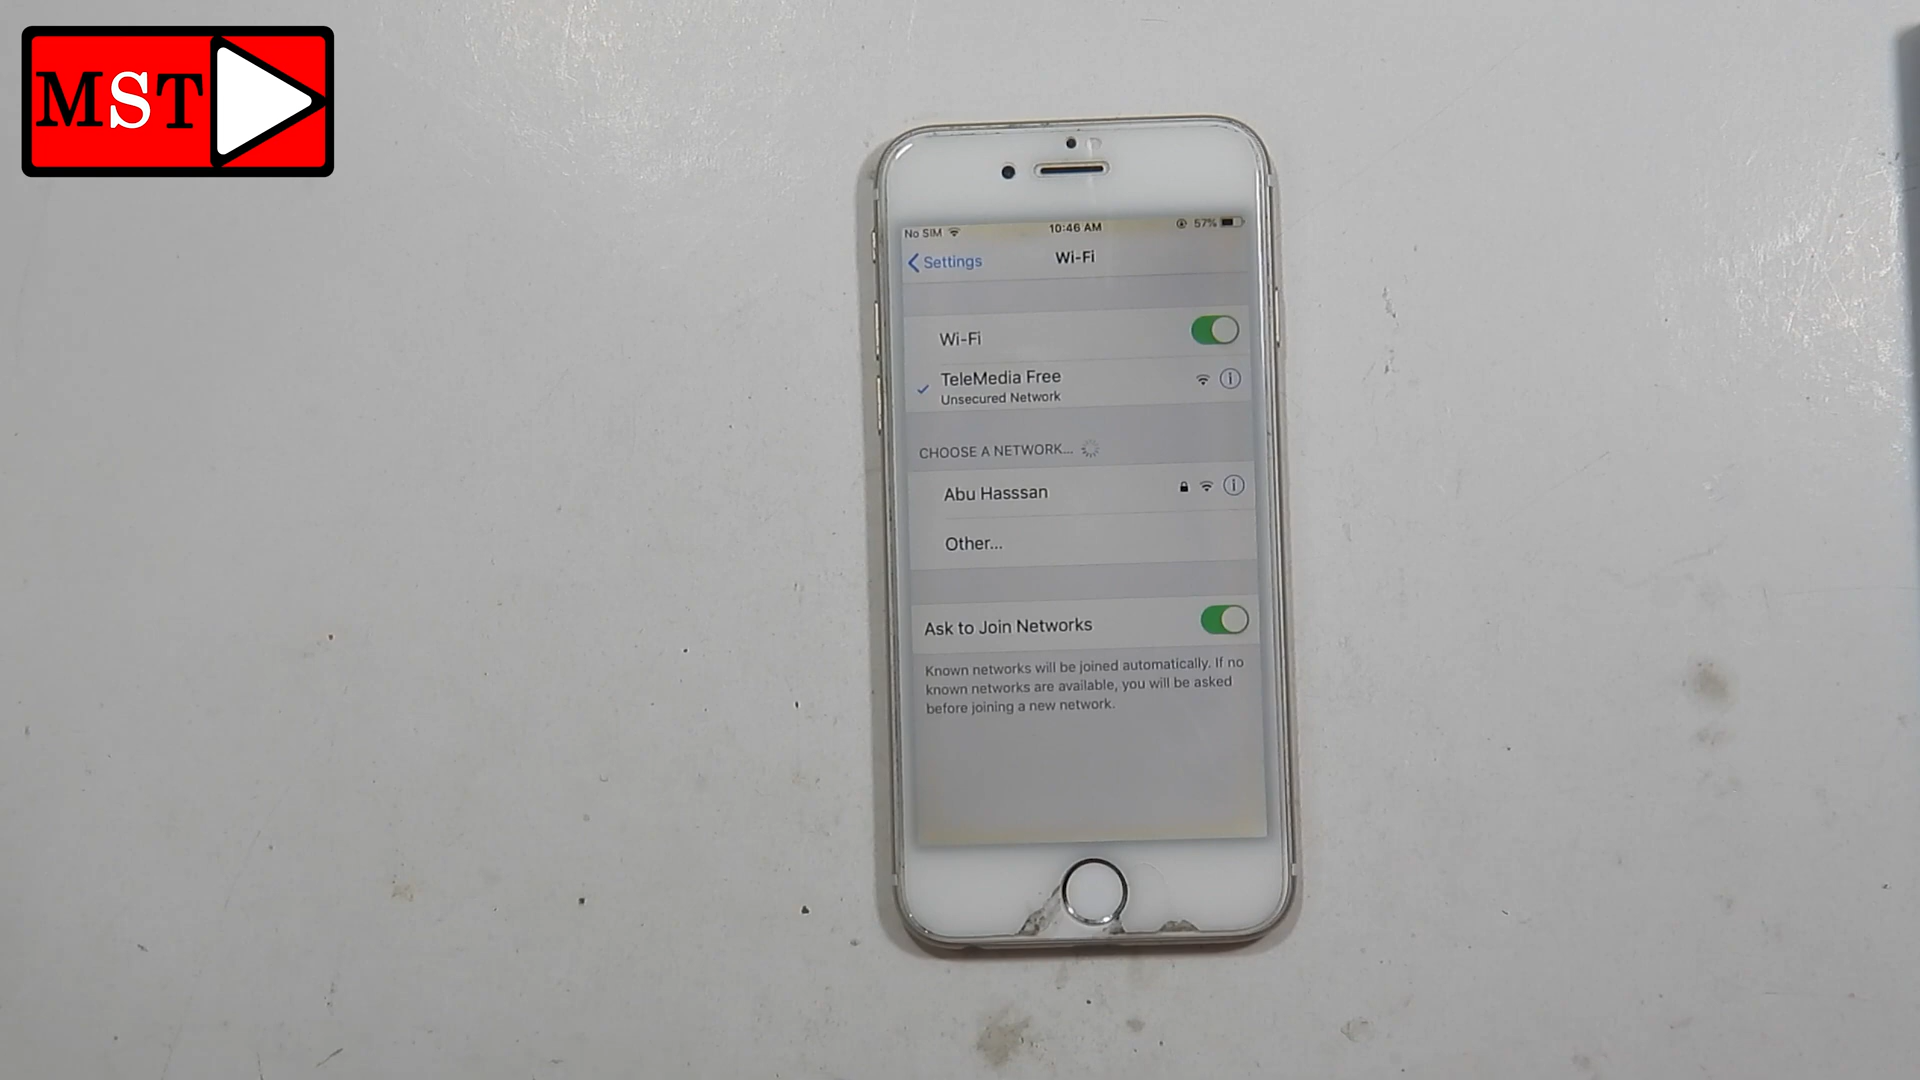 MST
No SIM 10:46 AM 57%
Settings Wi-Fi
Wi-Fi
TeleMedia Free
Unsecured Network
CHOOSE A NETWORK...
Abu Hasssan
Other...
Ask to Join Networks
Known networks will be joined automatically. If no
known networks are available, you will be asked
before joining a new network.